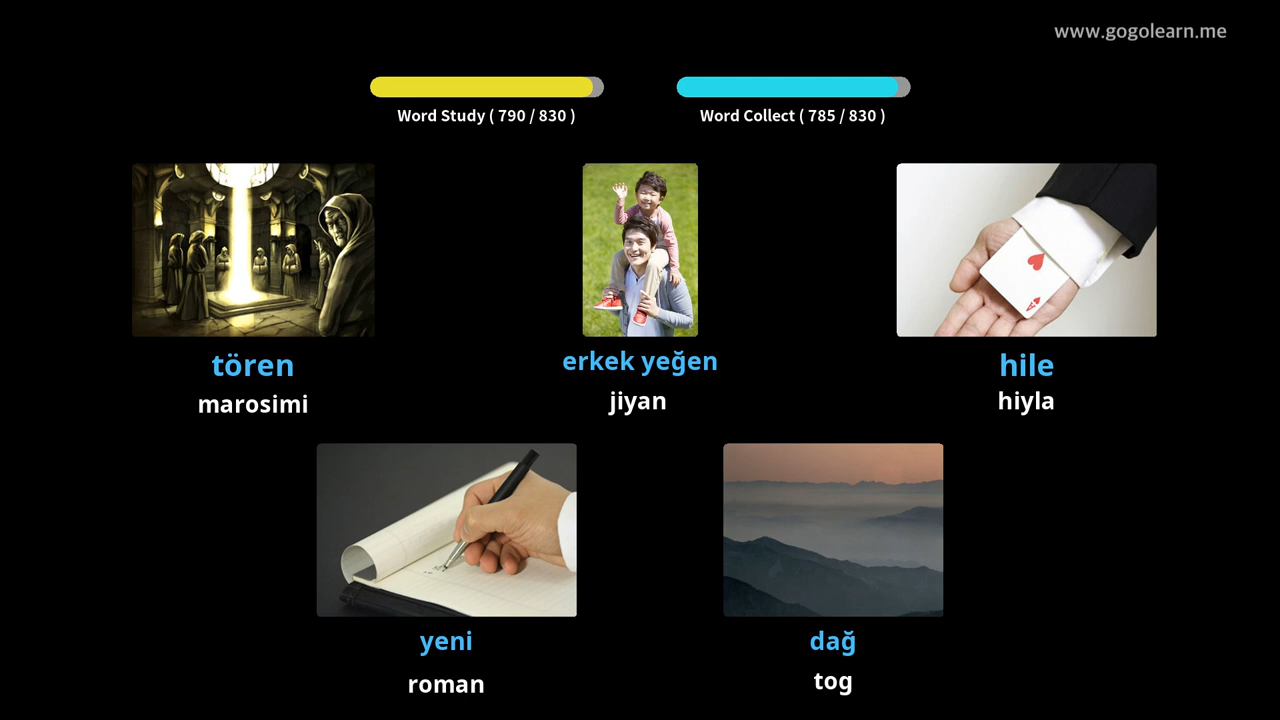 www.gogolearn.me
Word Study ( 790 / 830 )
Word Collect ( 785 / 830 )
tören
marosimi
erkek yeğen
jiyan
hile
hiyla
yeni
roman
dağ
tog